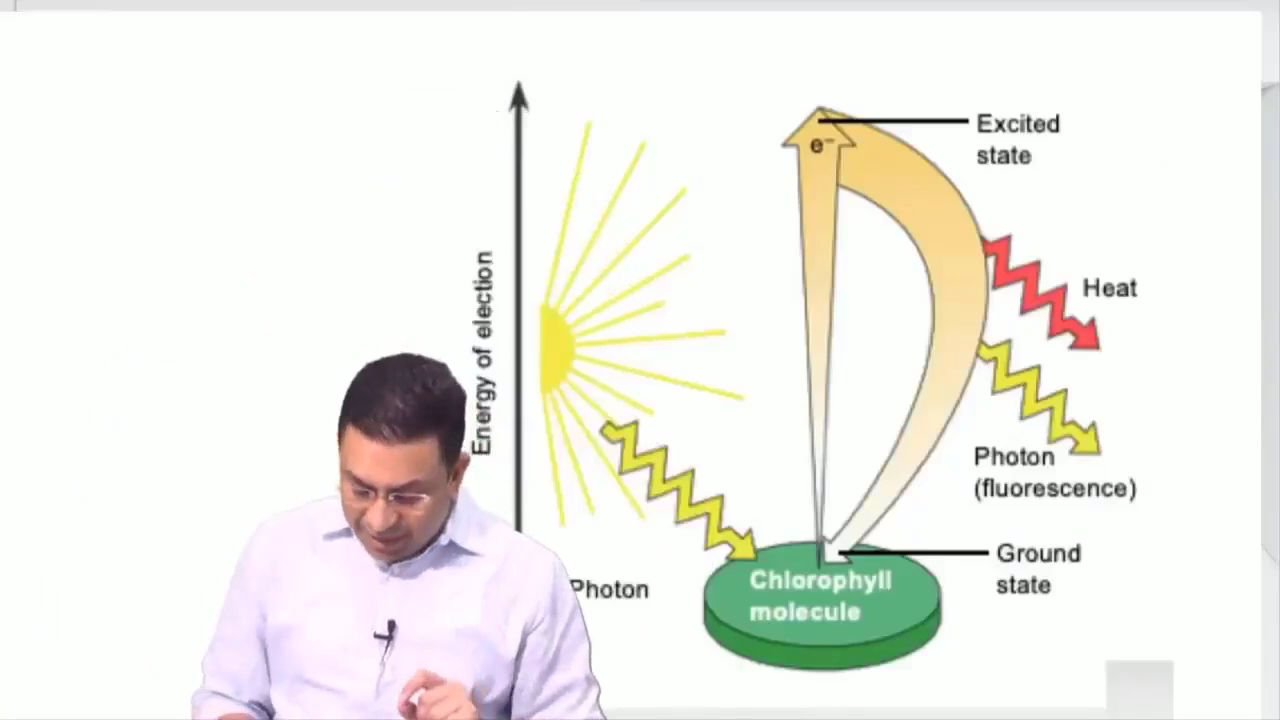 Energy of election
Excited
state
e⁻
Heat
Photon
(fluorescence)
Ground
state
Photon
Chlorophyll
molecule